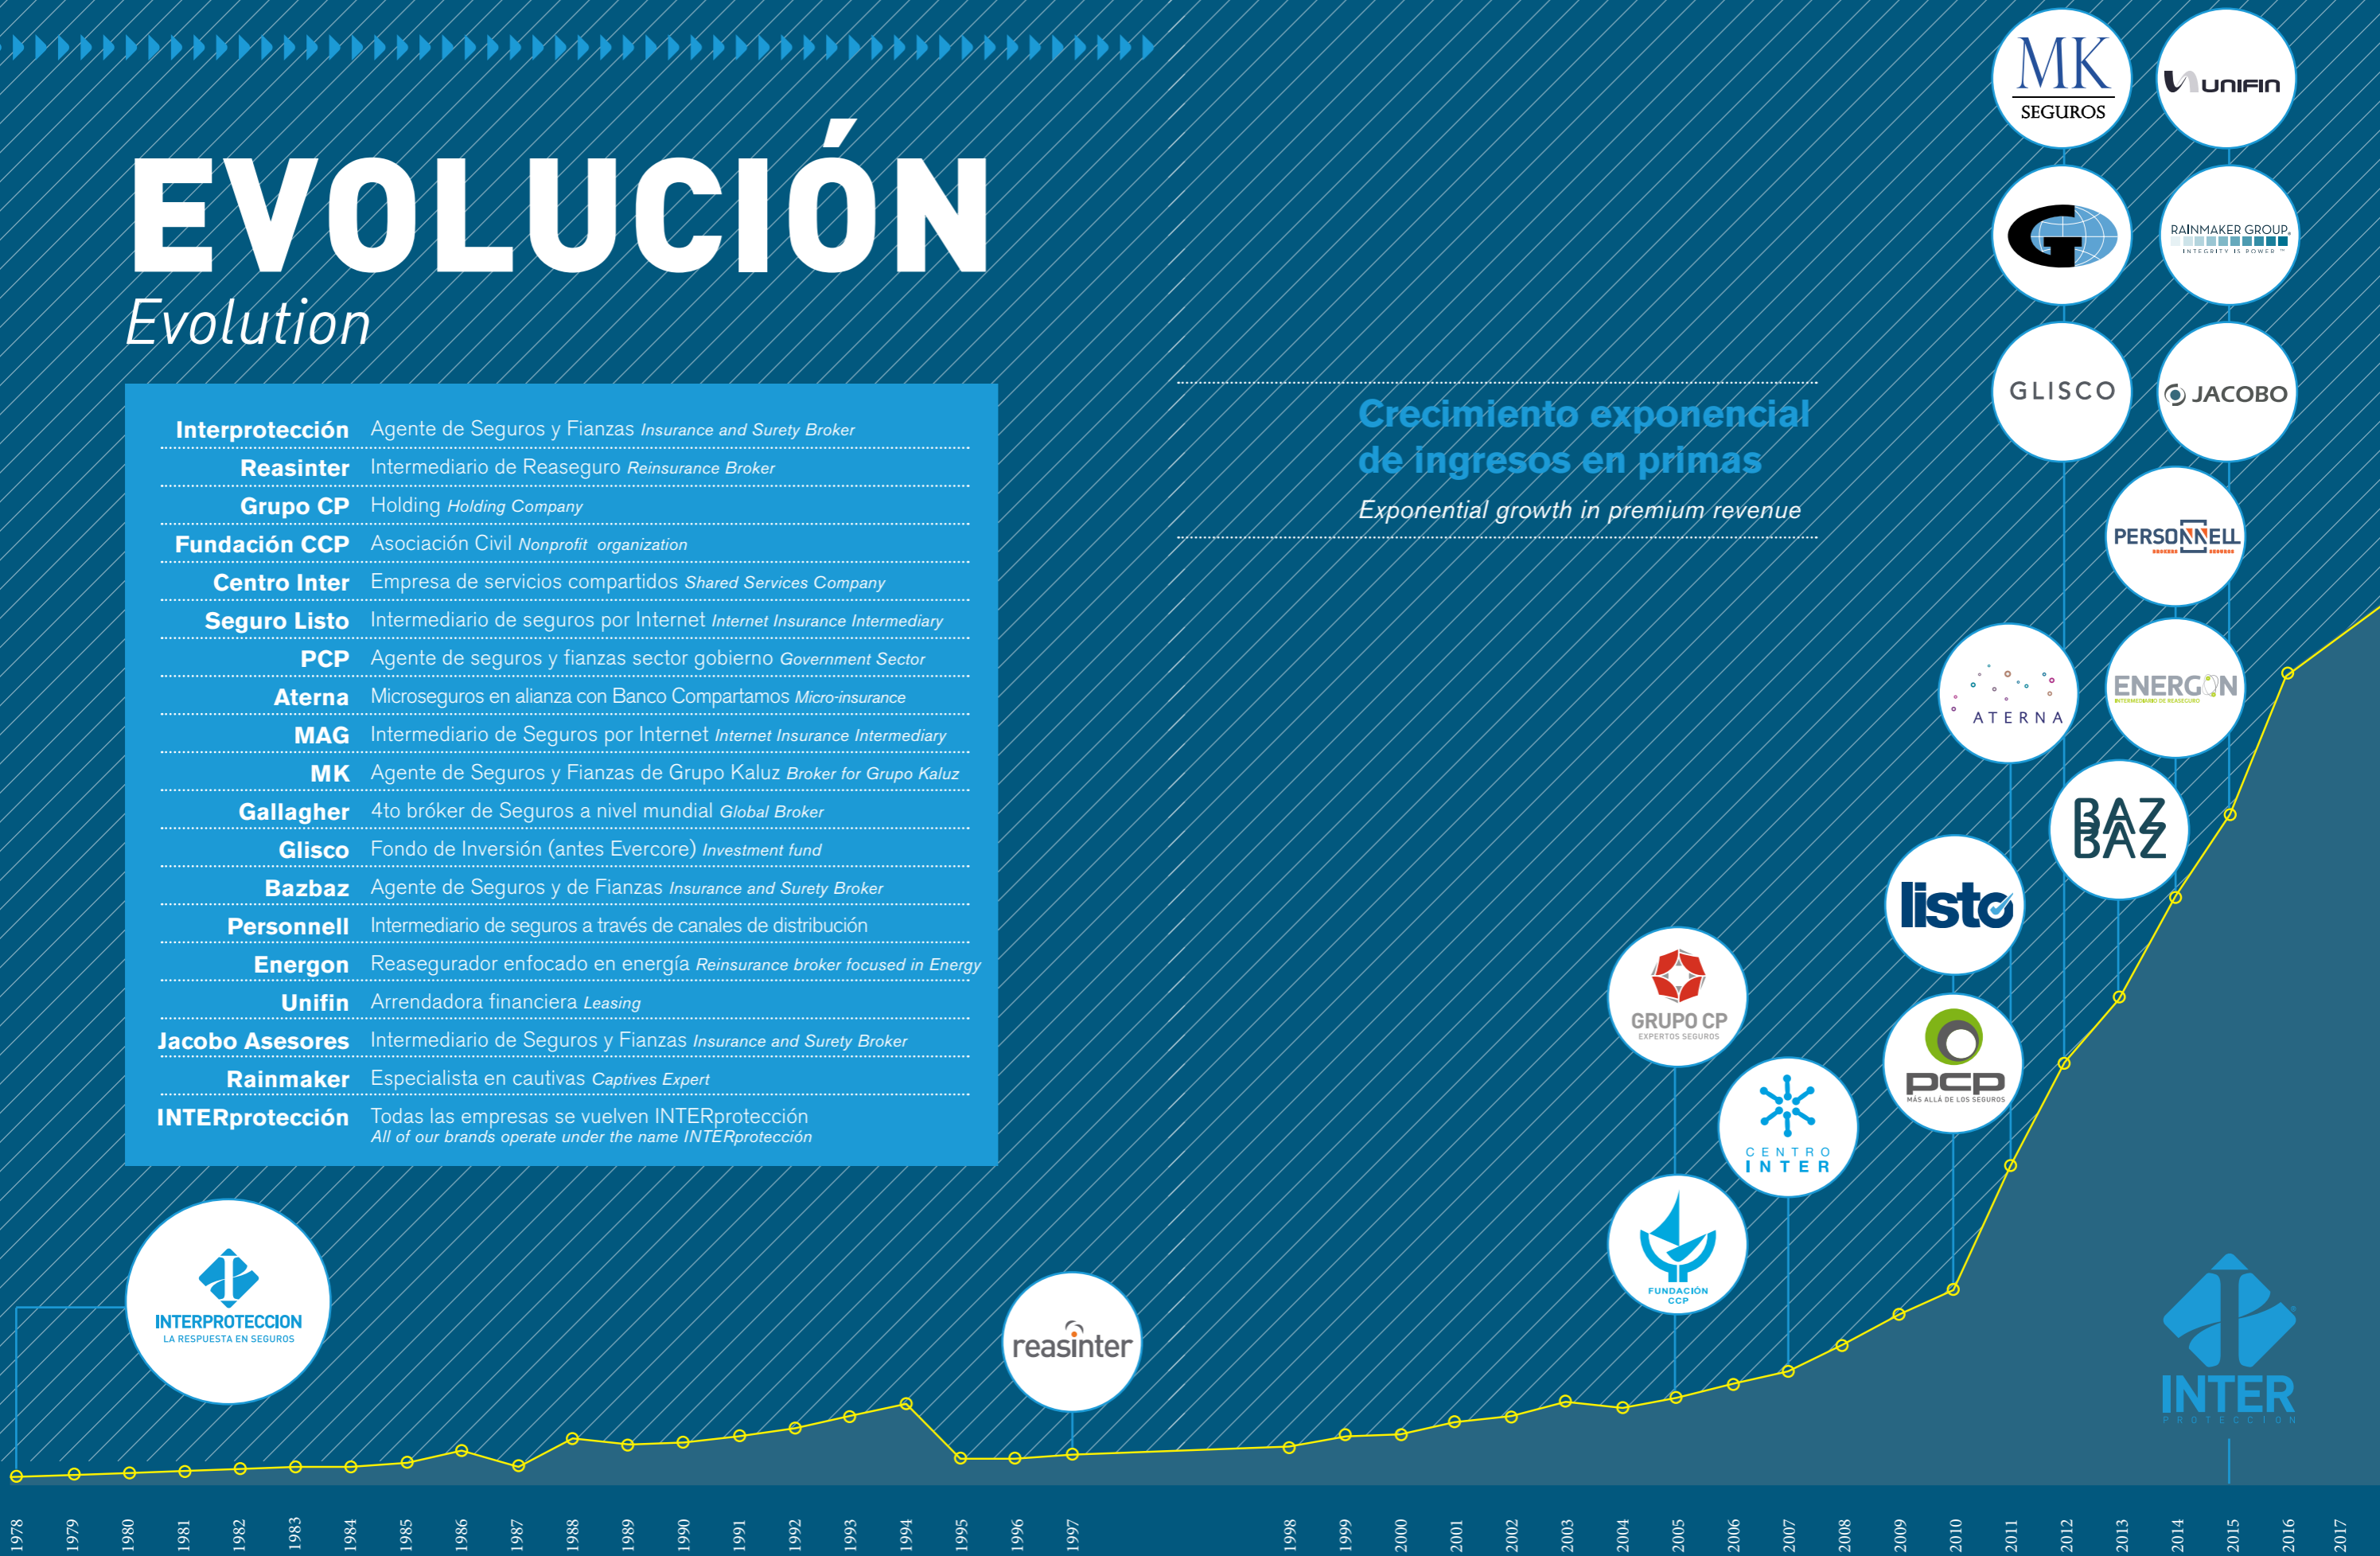 EVOLUCIÓN
Evolution
Interprotección Agente de Seguros y Fianzas Insurance and Surety Broker
Reasinter Intermediario de Reaseguro Reinsurance Broker
Grupo CP Holding Holding Company
Fundación CCP Asociación Civil Nonprofit organization
Centro Inter Empresa de servicios compartidos Shared Services Company
Seguro Listo Intermediario de seguros por Internet Internet Insurance Intermediary
PCP Agente de seguros y fianzas sector gobierno Government Sector
Aterna Microseguros en alianza con Banco Compartamos Micro-insurance
MAG Intermediario de Seguros por Internet Internet Insurance Intermediary
MK Agente de Seguros y Fianzas de Grupo Kaluz Broker for Grupo Kaluz
Gallagher 4to bróker de Seguros a nivel mundial Global Broker
Glisco Fondo de Inversión (antes Evercore) Investment fund
Bazbaz Agente de Seguros y de Fianzas Insurance and Surety Broker
Personnell Intermediario de seguros a través de canales de distribución
Energon Reasegurador enfocado en energía Reinsurance broker focused in Energy
Unifin Arrendadora financiera Leasing
Jacobo Asesores Intermediario de Seguros y Fianzas Insurance and Surety Broker
Rainmaker Especialista en cautivas Captives Expert
INTERprotección Todas las empresas se vuelven INTERprotección
All of our brands operate under the name INTERprotección
Crecimiento exponencial
de ingresos en primas
Exponential growth in premium revenue
MK
SEGUROS
UNIFIN
G
RAINMAKER GROUP
INTEGRITY IS POWER ™
GLISCO
JACOBO
PERSONNELL
ATERNA
ENERGON
INTERMEDIARIO DE REASEGURO
BAZ
BAZ
listo
GRUPO CP
EXPERTOS SEGUROS
pcp
MÁS ALLÁ DE LOS SEGUROS
CENTRO
INTER
FUNDACIÓN
CCP
INTERPROTECCION
LA RESPUESTA EN SEGUROS
reasinter
INTER
PROTECCION
1978
1979
1980
1981
1982
1983
1984
1985
1986
1987
1988
1989
1990
1991
1992
1993
1994
1995
1996
1997
1998
1999
2000
2001
2002
2003
2004
2005
2006
2007
2008
2009
2010
2011
2012
2013
2014
2015
2016
2017